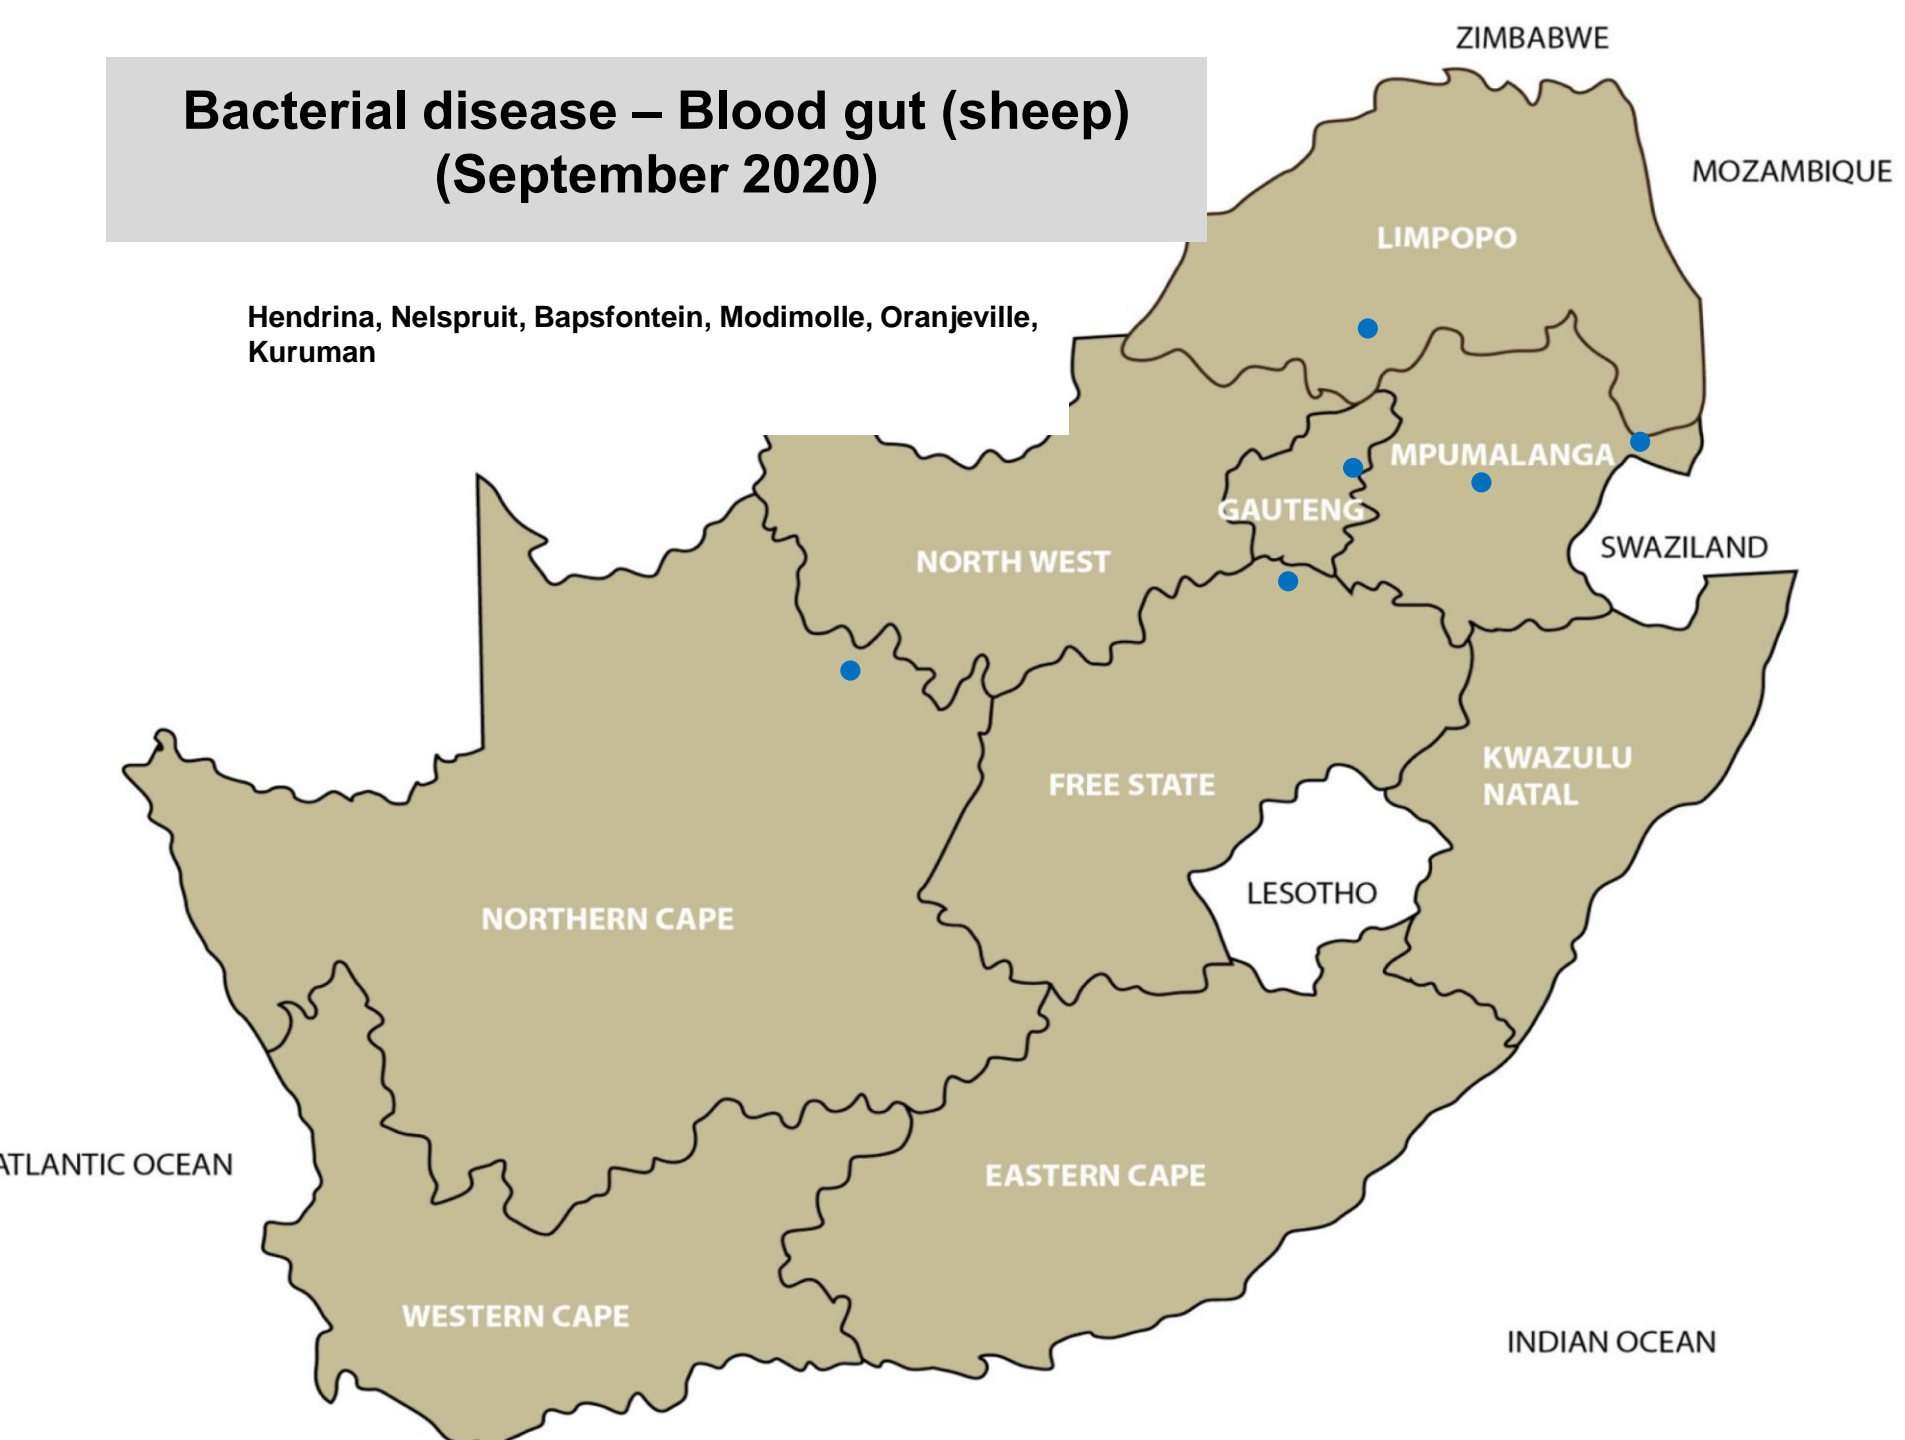 ZIMBABWE
Bacterial disease – Blood gut (sheep)
(September 2020)
MOZAMBIQUE
LIMPOPO
Hendrina, Nelspruit, Bapsfontein, Modimolle, Oranjeville,
Kuruman
MPUMALANGA
GAUTENG
SWAZILAND
NORTH WEST
KWAZULU
NATAL
FREE STATE
LESOTHO
NORTHERN CAPE
ATLANTIC OCEAN
EASTERN CAPE
WESTERN CAPE
INDIAN OCEAN